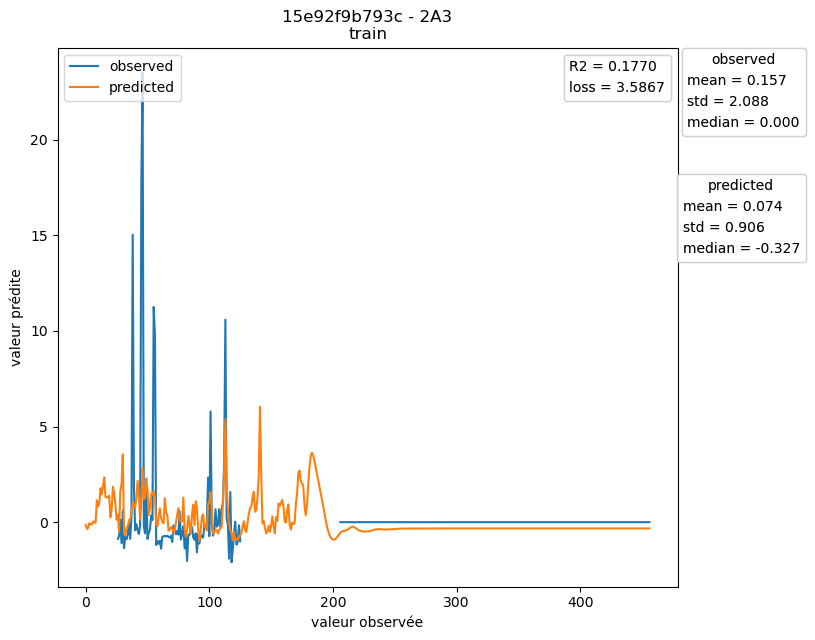 15e92f9b793c - 2A3
train
observed
predicted
R2 = 0.1770
loss = 3.5867
observed
mean = 0.157
std = 2.088
median = 0.000
predicted
mean = 0.074
std = 0.906
median = -0.327
valeur prédite
20
15
10
5
0
0
100
200
300
400
valeur observée